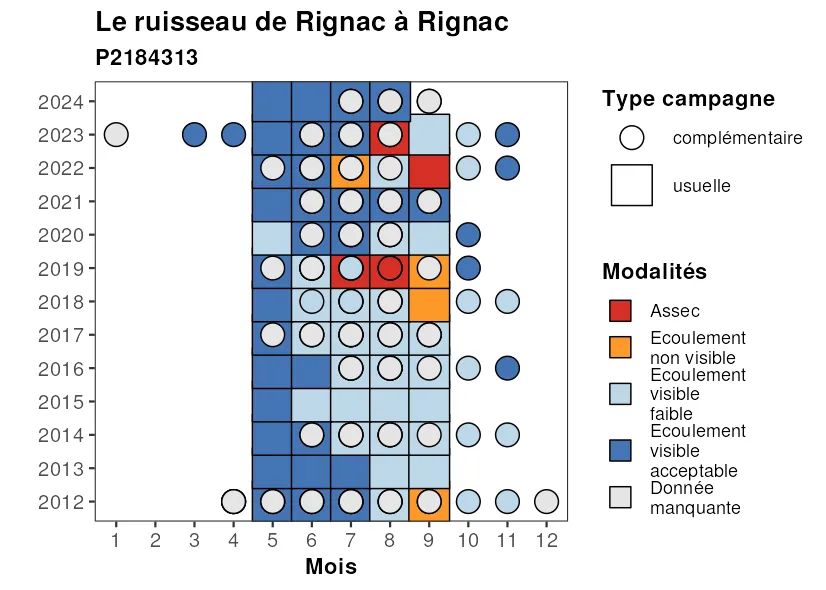 Le ruisseau de Rignac à Rignac
P2184313
2024
2023
2022
2021
2020
2019
2018
2017
2016
2015
2014
2013
2012
1 2 3 4 5 6 7 8 9 10 11 12
Mois
Type campagne
complémentaire
usuelle
Modalités
Assec
Ecoulement
non visible
Ecoulement
visible
faible
Ecoulement
visible
acceptable
Donnée
manquante